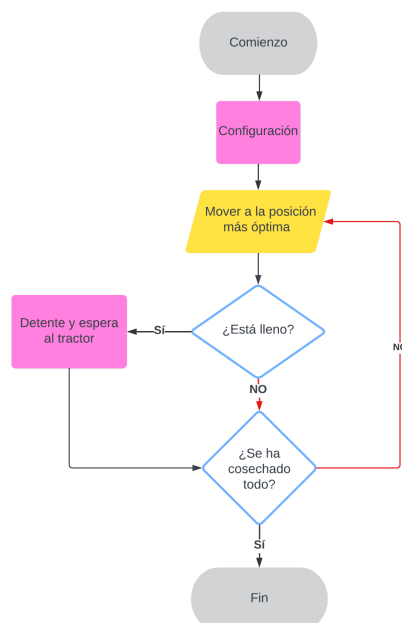 Comienzo
Configuración
Mover a la posición
más óptima
¿Está lleno?
Sí
Detente y espera
al tractor
NO
¿Se ha
cosechado
todo?
NO
Sí
Fin